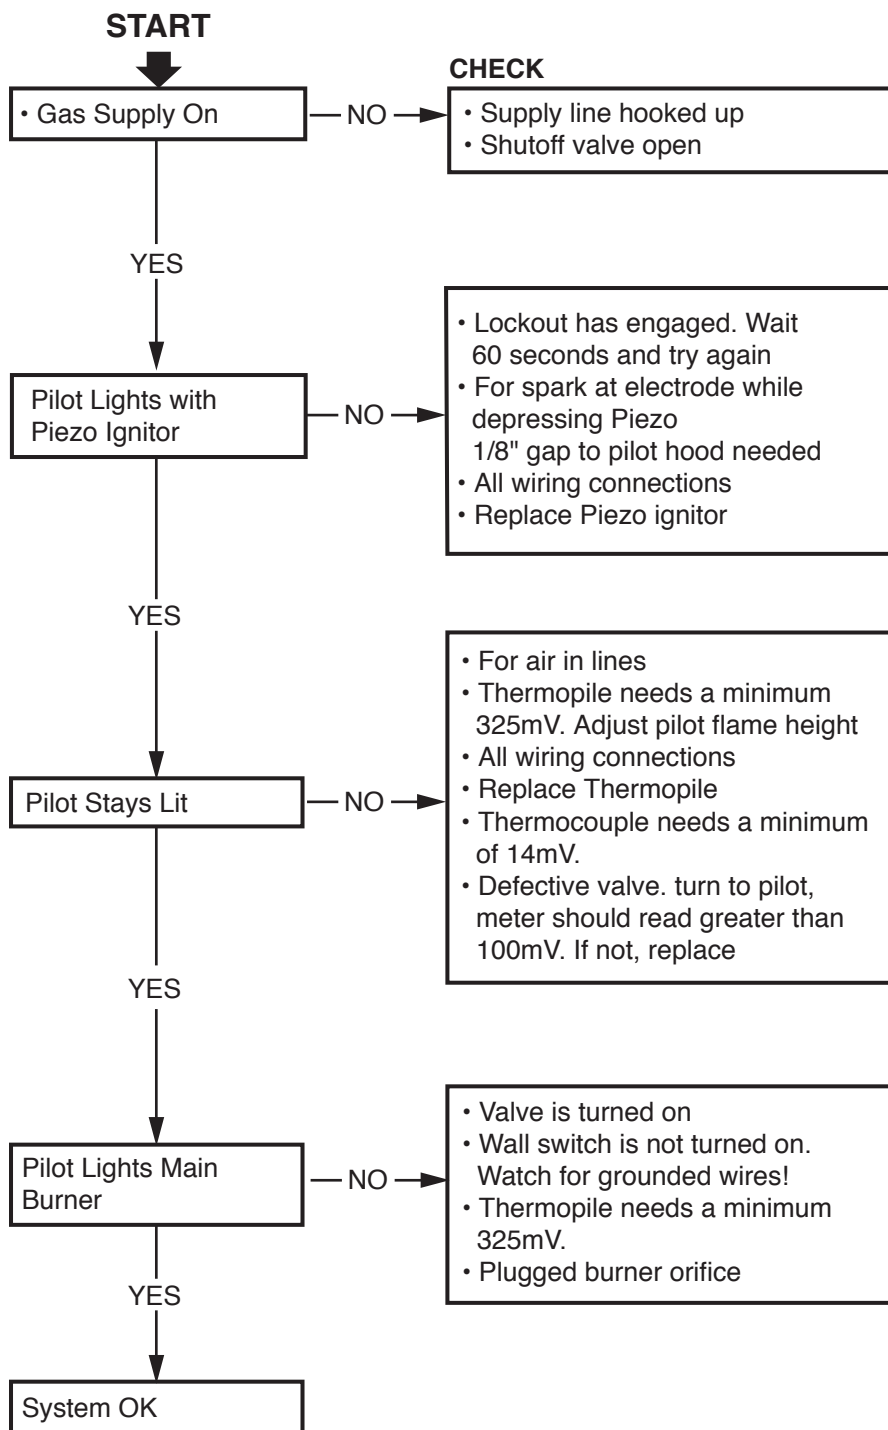 START
• Gas Supply On
NO
CHECK
• Supply line hooked up
• Shutoff valve open
YES
Pilot Lights with
Piezo Ignitor
NO
• Lockout has engaged. Wait
60 seconds and try again
• For spark at electrode while
depressing Piezo
1/8" gap to pilot hood needed
• All wiring connections
• Replace Piezo ignitor
YES
Pilot Stays Lit
NO
• For air in lines
• Thermopile needs a minimum
325mV. Adjust pilot flame height
• All wiring connections
• Replace Thermopile
• Thermocouple needs a minimum
of 14mV.
• Defective valve. turn to pilot,
meter should read greater than
100mV. If not, replace
YES
Pilot Lights Main
Burner
NO
• Valve is turned on
• Wall switch is not turned on.
Watch for grounded wires!
• Thermopile needs a minimum
325mV.
• Plugged burner orifice
YES
System OK